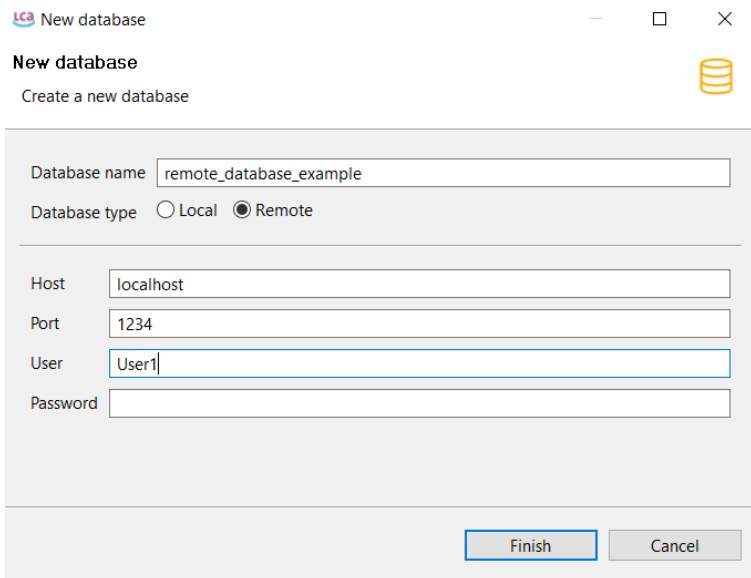 LCa New database
New database
Create a new database
Database name remote_database_example
Database type Local Remote
Host localhost
Port 1234
User User1
Password
Finish Cancel